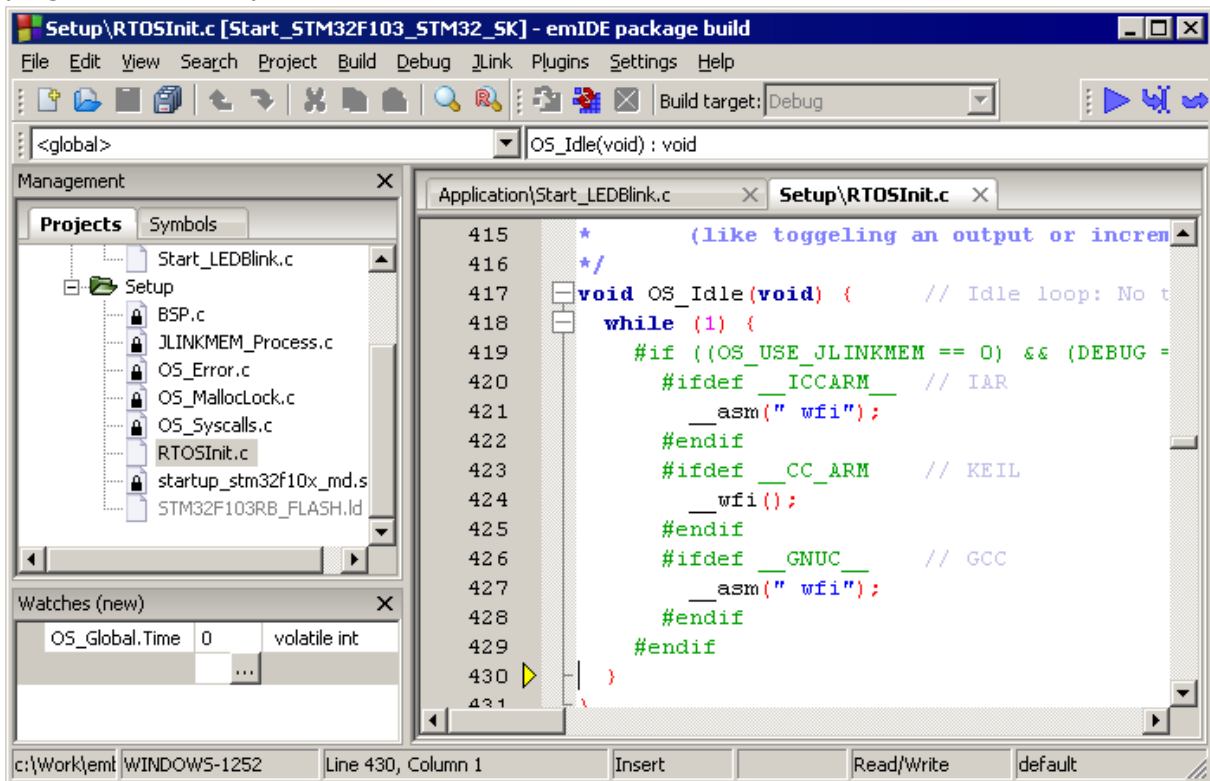 Setup\RTOSInit.c [Start_STM32F103_STM32_SK] - emIDE package build
File Edit View Search Project Build Debug JLink Plugins Settings Help
Build target: Debug
<global> OS_Idle(void) : void
Management
Projects Symbols
Start_LEDBlink.c
Setup
BSP.c
JLINKMEM_Process.c
OS_Error.c
OS_MallocLock.c
OS_Syscalls.c
RTOSInit.c
startup_stm32f10x_md.s
STM32F103RB_FLASH.ld
Watches (new)
OS_Global.Time 0 volatile int
...
Application\Start_LEDBlink.c Setup\RTOSInit.c
415 * (like toggeling an output or increm
416 */
417 void OS_Idle(void) { // Idle loop: No t
418 while (1) {
419 #if ((OS_USE_JLINKMEM == 0) && (DEBUG =
420 #ifdef __ICCARM__ // IAR
421 __asm(" wfi");
422 #endif
423 #ifdef __CC_ARM // KEIL
424 __wfi();
425 #endif
426 #ifdef __GNUC__ // GCC
427 __asm(" wfi");
428 #endif
429 #endif
430 }
431 }
c:\Work\eml WINDOWS-1252 Line 430, Column 1 Insert Read/Write default